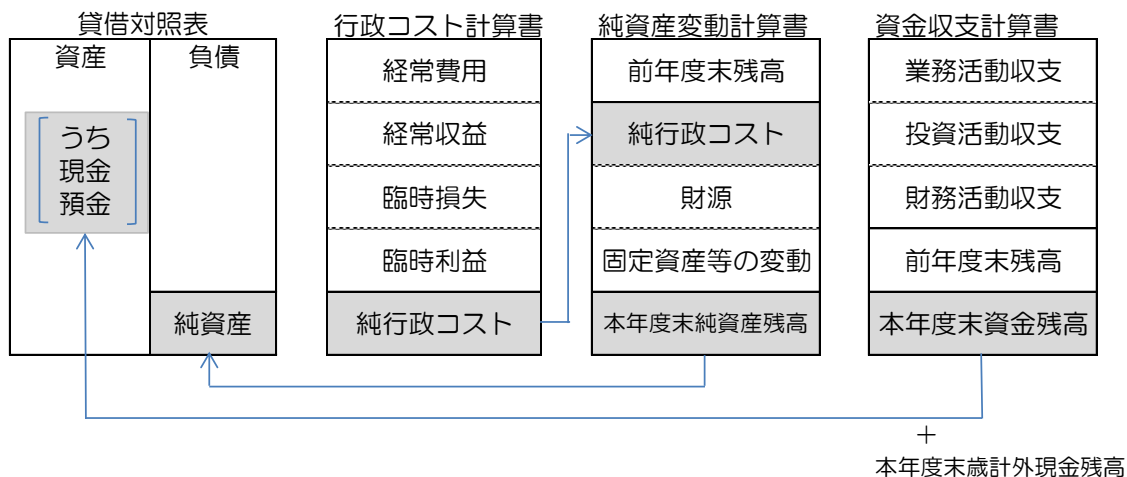 貸借対照表
資産
負債
うち
現金
預金
純資産
行政コスト計算書
経常費用
経常収益
臨時損失
臨時利益
純行政コスト
純資産変動計算書
前年度末残高
純行政コスト
財源
固定資産等の変動
本年度末純資産残高
資金収支計算書
業務活動収支
投資活動収支
財務活動収支
前年度末残高
本年度末資金残高
＋
本年度末歳計外現金残高